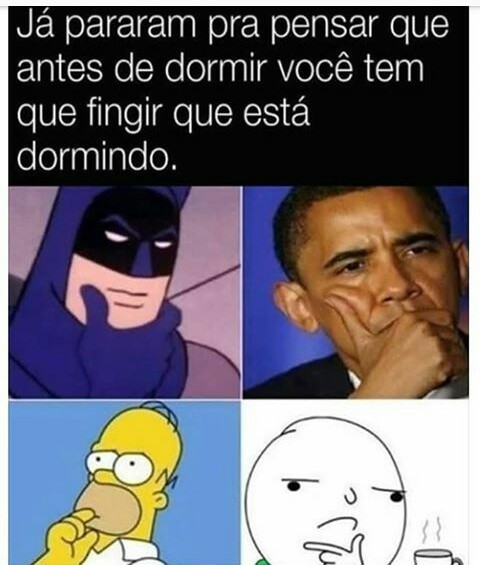 Já pararam pra pensar que
antes de dormir você tem
que fingir que está
dormindo.